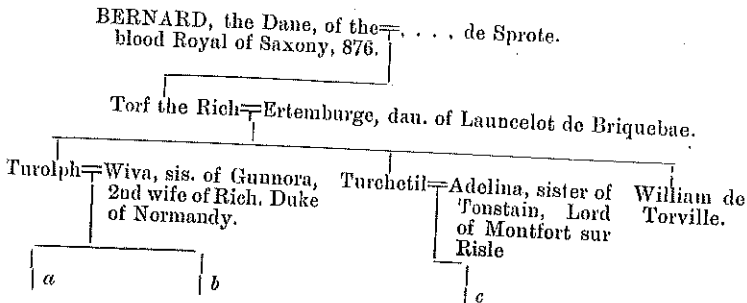 BERNARD, the Dane, of the=. . . . de Sprote.
blood Royal of Saxony, 876.
Torf the Rich=Ertemburge, dau. of Launcelot de Briquebae.
Turolph=Wiva, sis. of Gunnora,
2nd wife of Rich. Duke
of Normandy.
Turchetil=Adelina, sister of
Tonstain, Lord
of Montfort sur
Risle
William de
Torville.
a
b
c